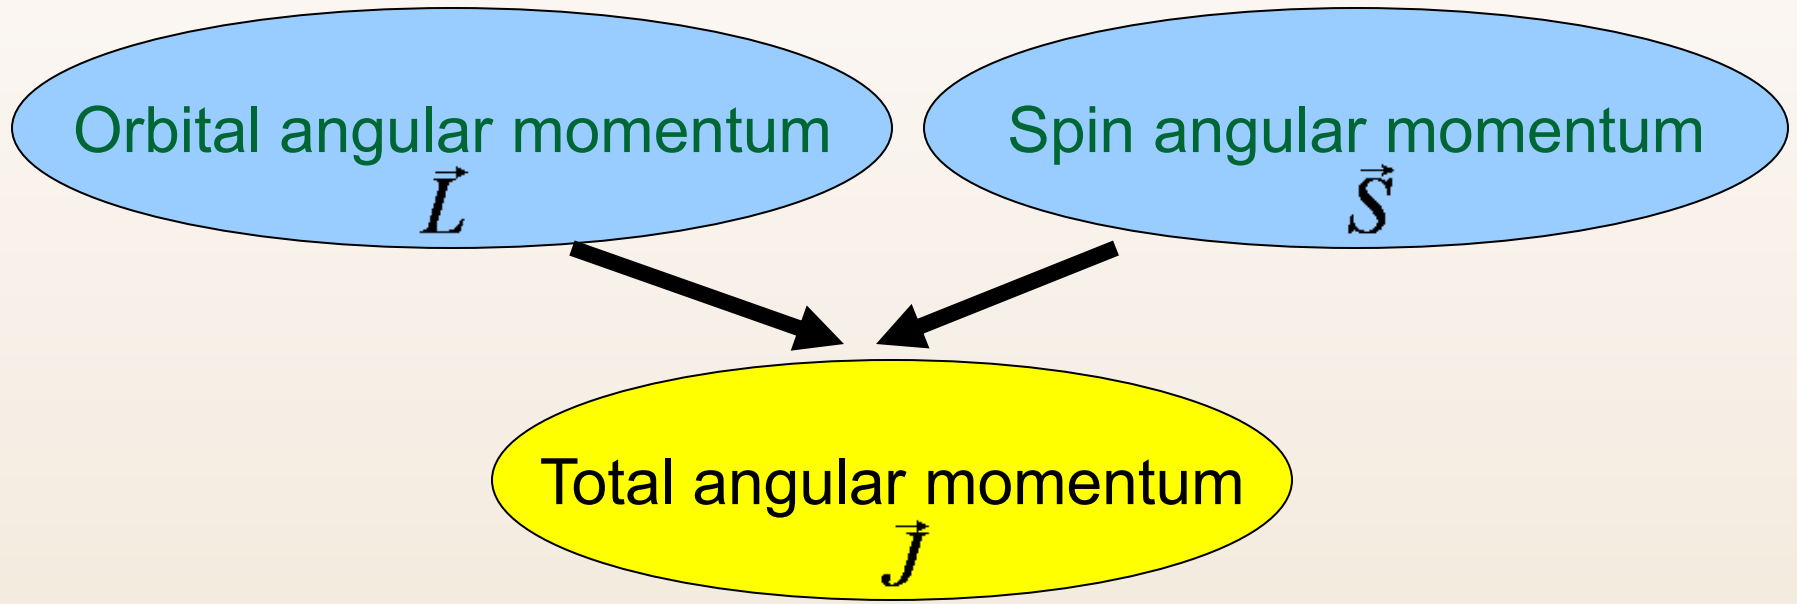 Orbital angular momentum
L⃗
Spin angular momentum
S⃗
Total angular momentum
J⃗